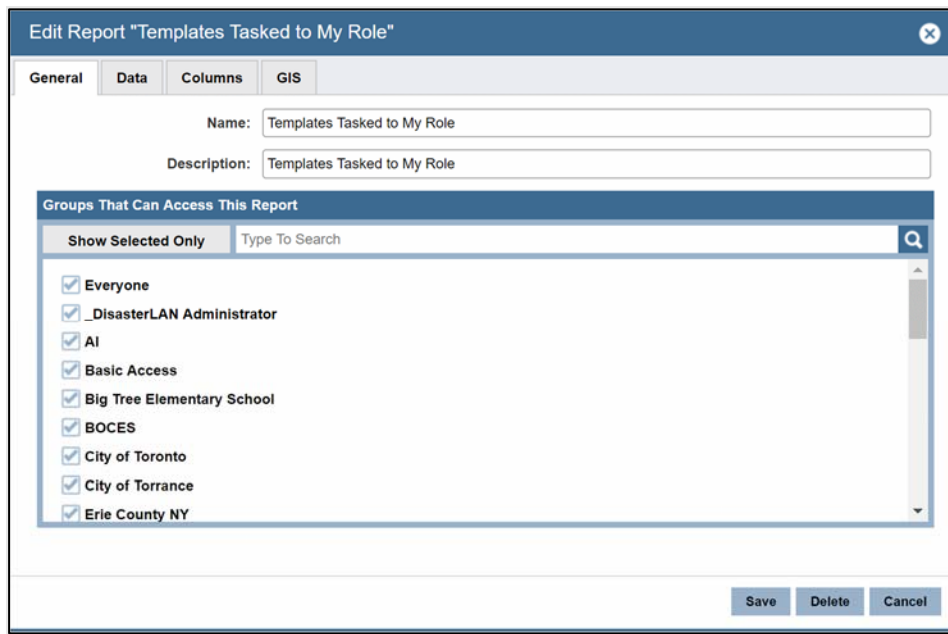 Edit Report "Templates Tasked to My Role"
General Data Columns GIS
Name: Templates Tasked to My Role
Description: Templates Tasked to My Role
Groups That Can Access This Report
Show Selected Only Type To Search
Everyone
_DisasterLAN Administrator
AI
Basic Access
Big Tree Elementary School
BOCES
City of Toronto
City of Torrance
Erie County NY
Save Delete Cancel